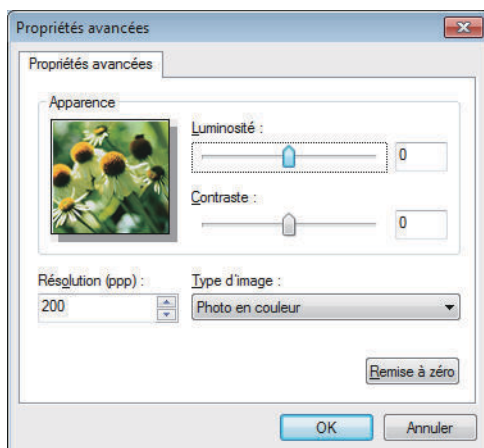 Propriétés avancées
Propriétés avancées
Apparence
Luminosité :
0
Contraste :
0
Résolution (ppp) :
200
Type d'image :
Photo en couleur
Remise à zéro
OK
Annuler